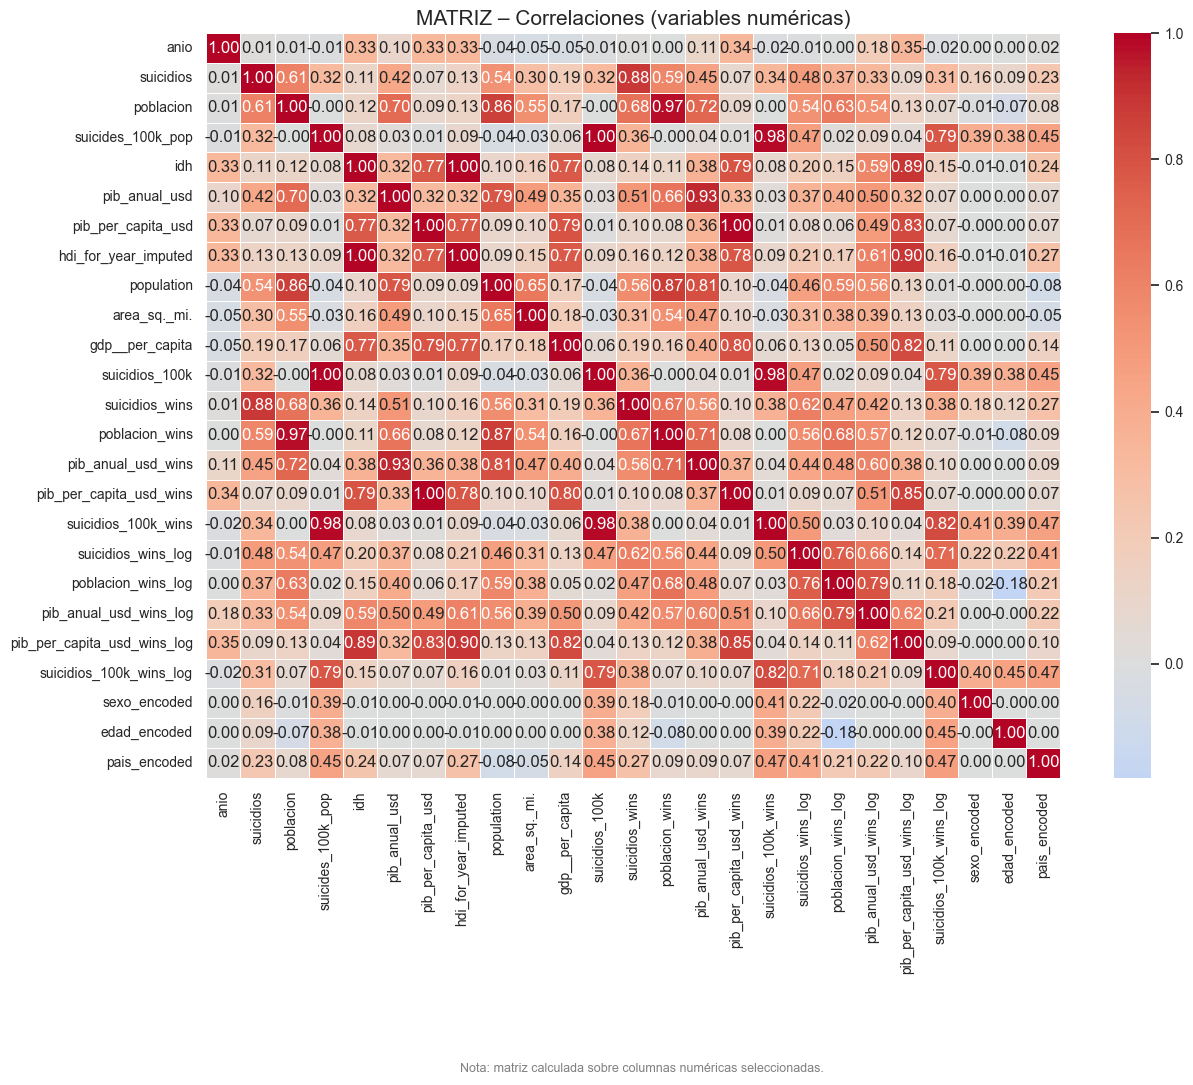 MATRIZ – Correlaciones (variables numéricas)
anio 1.00 0.01 0.01 -0.01 0.33 0.10 0.33 0.33 -0.04 -0.05 -0.05 -0.01 0.01 0.00 0.11 0.34 -0.02 -0.01 0.00 0.18 0.35 -0.02 0.00 0.00 0.02
suicidios 0.01 1.00 0.61 0.32 0.11 0.42 0.07 0.13 0.54 0.30 0.19 0.32 0.88 0.59 0.45 0.07 0.34 0.48 0.37 0.33 0.09 0.31 0.16 0.09 0.23
poblacion 0.01 0.61 1.00 -0.00 0.12 0.70 0.09 0.13 0.86 0.55 0.17 -0.00 0.68 0.97 0.72 0.09 0.00 0.54 0.63 0.54 0.13 0.07 -0.01 -0.07 0.08
suicides_100k_pop -0.01 0.32 -0.00 1.00 0.08 0.03 0.01 0.09 -0.04 -0.03 0.06 1.00 0.36 -0.00 0.04 0.01 0.98 0.47 0.02 0.09 0.04 0.79 0.39 0.38 0.45
idh 0.33 0.11 0.12 0.08 1.00 0.32 0.77 1.00 0.10 0.16 0.77 0.08 0.14 0.11 0.38 0.79 0.08 0.20 0.15 0.59 0.89 0.15 -0.01 -0.01 0.24
pib_anual_usd 0.10 0.42 0.70 0.03 0.32 1.00 0.32 0.32 0.79 0.49 0.35 0.03 0.51 0.66 0.93 0.33 0.03 0.37 0.40 0.50 0.32 0.07 0.00 0.00 0.07
pib_per_capita_usd 0.33 0.07 0.09 0.01 0.77 0.32 1.00 0.77 0.09 0.10 0.79 0.01 0.10 0.08 0.36 1.00 0.01 0.08 0.06 0.49 0.83 0.07 -0.00 0.00 0.07
hdi_for_year_imputed 0.33 0.13 0.13 0.09 1.00 0.32 0.77 1.00 0.09 0.15 0.77 0.09 0.16 0.12 0.38 0.78 0.09 0.21 0.17 0.61 0.90 0.16 -0.01 -0.01 0.27
population -0.04 0.54 0.86 -0.04 0.10 0.79 0.09 0.09 1.00 0.65 0.17 -0.04 0.56 0.87 0.81 0.10 -0.04 0.46 0.59 0.56 0.13 0.01 -0.00 0.00 -0.08
area_sq._mi. -0.05 0.30 0.55 -0.03 0.16 0.49 0.10 0.15 0.65 1.00 0.18 -0.03 0.31 0.54 0.47 0.10 -0.03 0.31 0.38 0.39 0.13 0.03 -0.00 0.00 -0.05
gdp__per_capita -0.05 0.19 0.17 0.06 0.77 0.35 0.79 0.77 0.17 0.18 1.00 0.06 0.19 0.16 0.40 0.80 0.06 0.13 0.05 0.50 0.82 0.11 0.00 0.00 0.14
suicidios_100k -0.01 0.32 -0.00 1.00 0.08 0.03 0.01 0.09 -0.04 -0.03 0.06 1.00 0.36 -0.00 0.04 0.01 0.98 0.47 0.02 0.09 0.04 0.79 0.39 0.38 0.45
suicidios_wins 0.01 0.88 0.68 0.36 0.14 0.51 0.10 0.16 0.56 0.31 0.19 0.36 1.00 0.67 0.56 0.10 0.38 0.62 0.47 0.42 0.13 0.38 0.18 0.12 0.27
poblacion_wins 0.00 0.59 0.97 -0.00 0.11 0.66 0.08 0.12 0.87 0.54 0.16 -0.00 0.67 1.00 0.71 0.08 0.00 0.56 0.68 0.57 0.12 0.07 -0.01 -0.08 0.09
pib_anual_usd_wins 0.11 0.45 0.72 0.04 0.38 0.93 0.36 0.38 0.81 0.47 0.40 0.04 0.56 0.71 1.00 0.37 0.04 0.44 0.48 0.60 0.38 0.10 0.00 0.00 0.09
pib_per_capita_usd_wins 0.34 0.07 0.09 0.01 0.79 0.33 1.00 0.78 0.10 0.10 0.80 0.01 0.10 0.08 0.37 1.00 0.01 0.09 0.07 0.51 0.85 0.07 -0.00 0.00 0.07
suicidios_100k_wins -0.02 0.34 0.00 0.98 0.08 0.03 0.01 0.09 -0.04 -0.03 0.06 0.98 0.38 0.00 0.04 0.01 1.00 0.50 0.03 0.10 0.04 0.82 0.41 0.39 0.47
suicidios_wins_log -0.01 0.48 0.54 0.47 0.20 0.37 0.08 0.21 0.46 0.31 0.13 0.47 0.62 0.56 0.44 0.09 0.50 1.00 0.76 0.66 0.14 0.71 0.22 0.22 0.41
poblacion_wins_log 0.00 0.37 0.63 0.02 0.15 0.40 0.06 0.17 0.59 0.38 0.05 0.02 0.47 0.68 0.48 0.07 0.03 0.76 1.00 0.79 0.11 0.18 -0.02 -0.18 0.21
pib_anual_usd_wins_log 0.18 0.33 0.54 0.09 0.59 0.50 0.49 0.61 0.56 0.39 0.50 0.09 0.42 0.57 0.60 0.51 0.10 0.66 0.79 1.00 0.62 0.21 0.00 -0.00 0.22
pib_per_capita_usd_wins_log 0.35 0.09 0.13 0.04 0.89 0.32 0.83 0.90 0.13 0.13 0.82 0.04 0.13 0.12 0.38 0.85 0.04 0.14 0.11 0.62 1.00 0.09 -0.00 0.00 0.10
suicidios_100k_wins_log -0.02 0.31 0.07 0.79 0.15 0.07 0.07 0.16 0.01 0.03 0.11 0.79 0.38 0.07 0.10 0.07 0.82 0.71 0.18 0.21 0.09 1.00 0.40 0.45 0.47
sexo_encoded 0.00 0.16 -0.01 0.39 -0.01 0.00 -0.00 -0.01 -0.00 -0.00 0.00 0.39 0.18 -0.01 0.00 -0.00 0.41 0.22 -0.02 0.00 -0.00 0.40 1.00 -0.00 0.00
edad_encoded 0.00 0.09 -0.07 0.38 -0.01 0.00 0.00 -0.01 0.00 0.00 0.00 0.38 0.12 -0.08 0.00 0.00 0.39 0.22 -0.18 -0.00 0.00 0.45 -0.00 1.00 0.00
pais_encoded 0.02 0.23 0.08 0.45 0.24 0.07 0.07 0.27 -0.08 -0.05 0.14 0.45 0.27 0.09 0.09 0.07 0.47 0.41 0.21 0.22 0.10 0.47 0.00 0.00 1.00
anio
suicidios
poblacion
suicides_100k_pop
idh
pib_anual_usd
pib_per_capita_usd
hdi_for_year_imputed
population
area_sq._mi.
gdp__per_capita
suicidios_100k
suicidios_wins
poblacion_wins
pib_anual_usd_wins
pib_per_capita_usd_wins
suicidios_100k_wins
suicidios_wins_log
poblacion_wins_log
pib_anual_usd_wins_log
pib_per_capita_usd_wins_log
suicidios_100k_wins_log
sexo_encoded
edad_encoded
pais_encoded
1.0
0.8
0.6
0.4
0.2
0.0
Nota: matriz calculada sobre columnas numéricas seleccionadas.